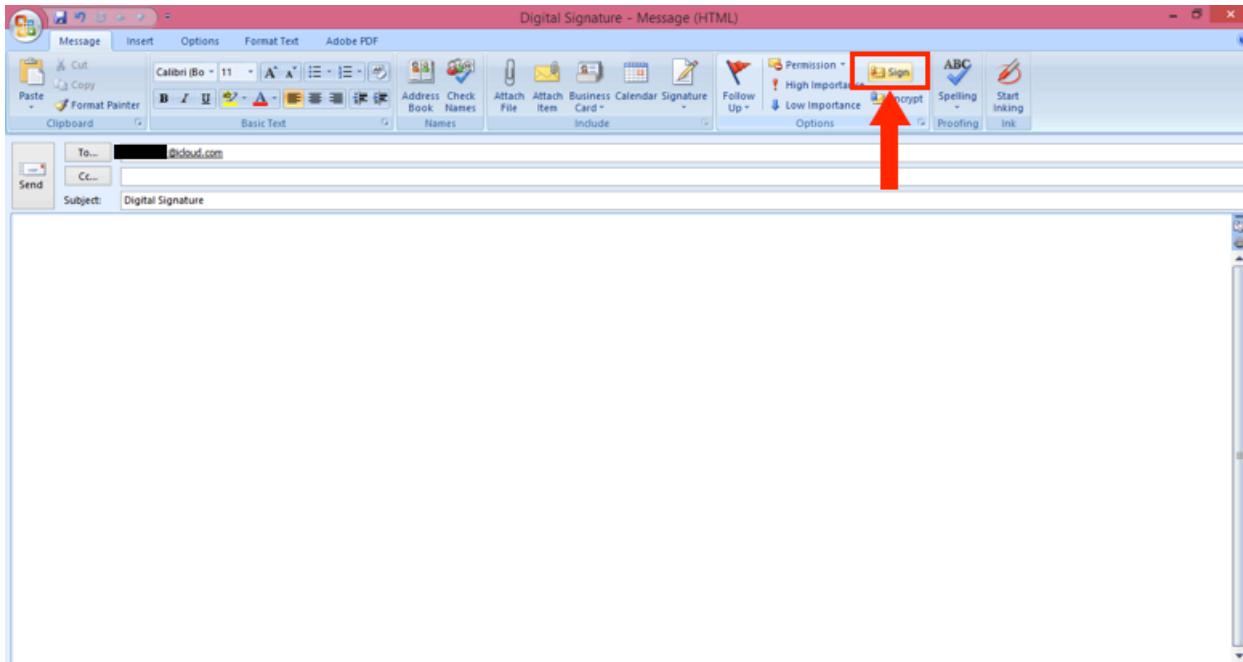 Digital Signature - Message (HTML)
Message Insert Options Format Text Adobe PDF
Paste
Cut
Copy
Format Painter
Clipboard
Calibri (Bo 11
B I U
Basic Text
Address Book
Check Names
Names
Attach File
Attach Item
Business Card
Calendar
Signature
Include
Follow Up
Permission
High Importance
Low Importance
Sign
Options
ABC
Spelling
Proofing
Start Inking
Ink
Send
To... @icloud.com
Cc...
Subject: Digital Signature